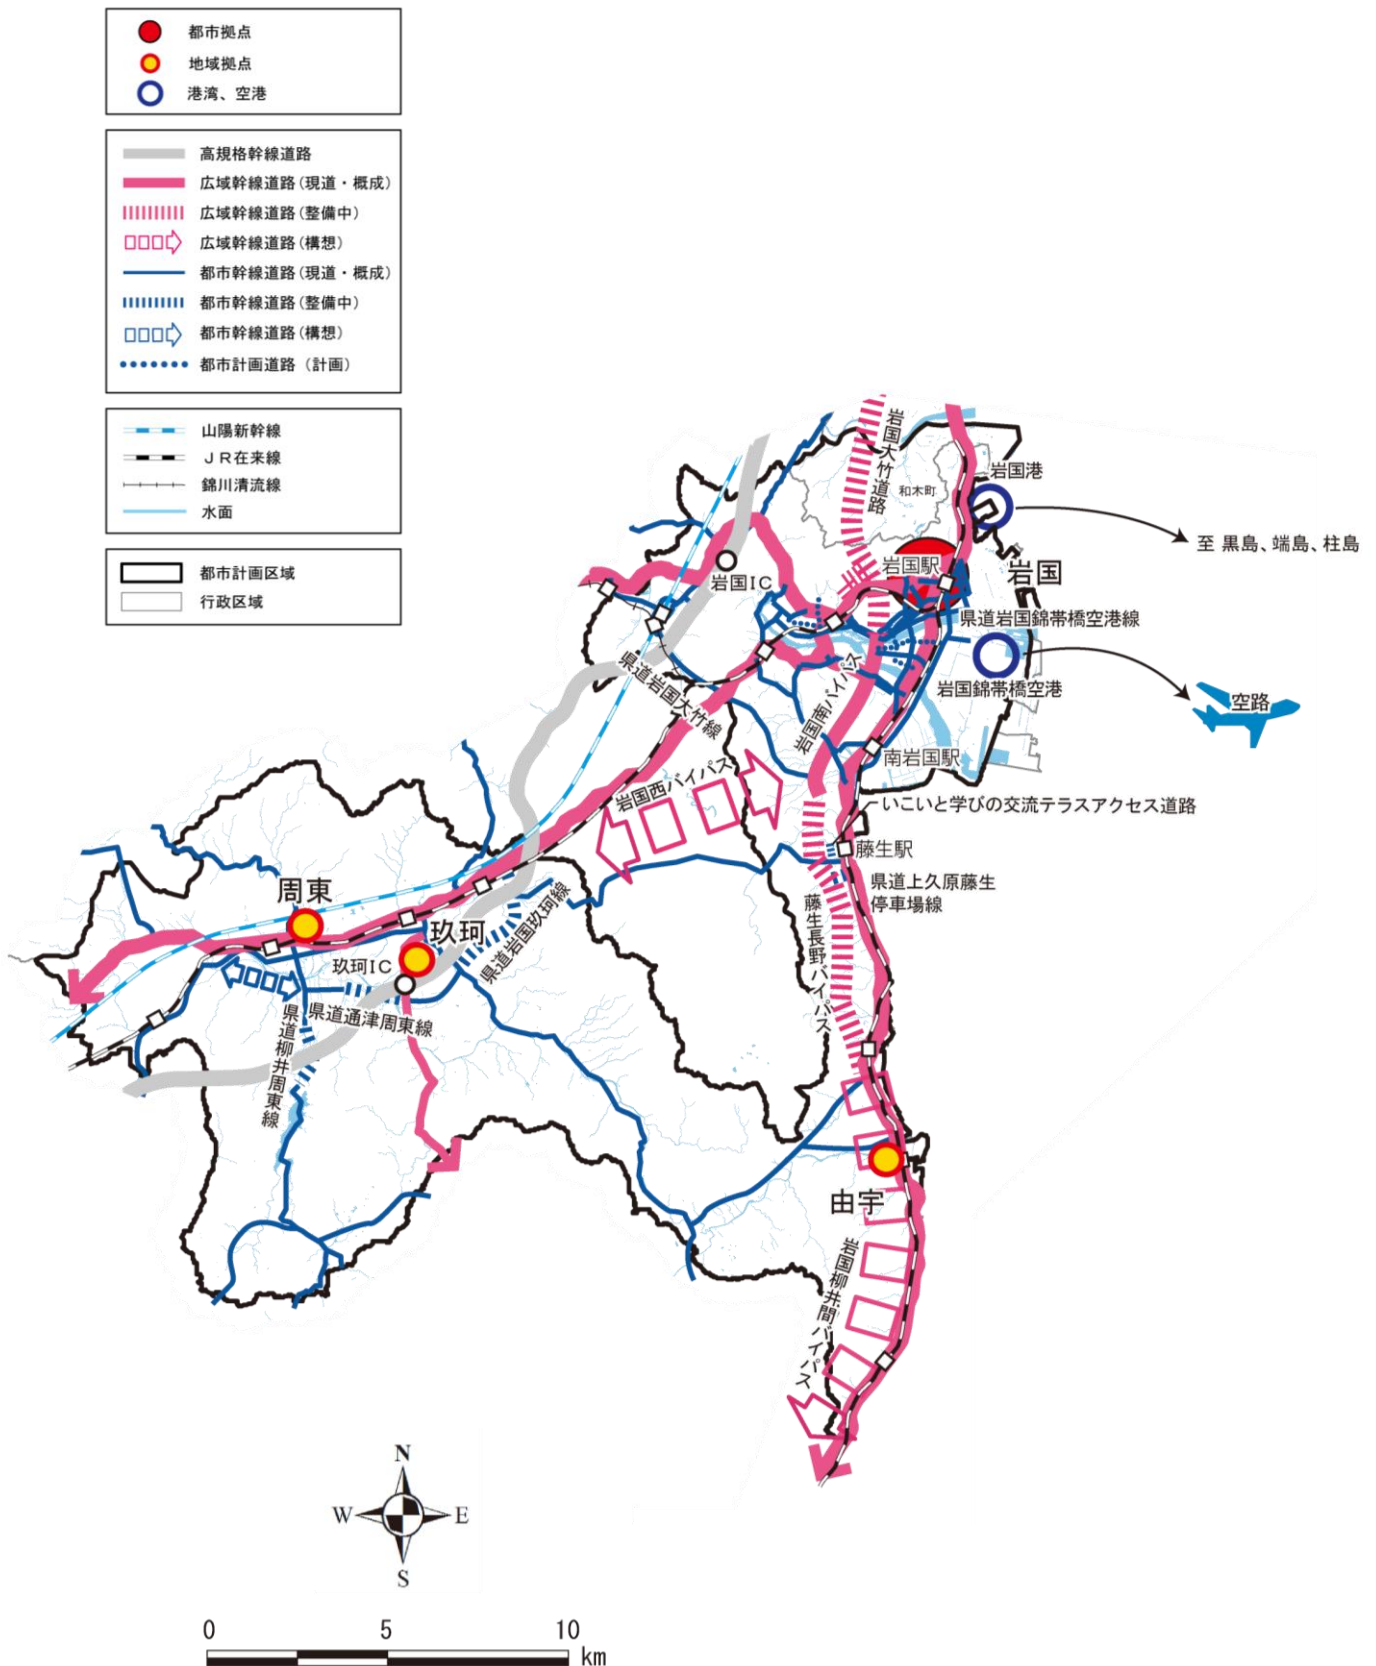 都市拠点
地域拠点
港湾、空港
高規格幹線道路
広域幹線道路(現道・概成)
広域幹線道路(整備中)
広域幹線道路(構想)
都市幹線道路(現道・概成)
都市幹線道路(整備中)
都市幹線道路(構想)
都市計画道路(計画)
山陽新幹線
JR在来線
錦川清流線
水面
都市計画区域
行政区域
岩国大竹道路
岩国港
和木町
至 黒島、端島、柱島
岩国駅
岩国
岩国IC
県道岩国錦帯橋空港線
県道岩国大竹線
岩国南バイパス
岩国錦帯橋空港
空路
南岩国駅
岩国西バイパス
いこいと学びの交流テラスアクセス道路
藤生駅
県道上久原藤生
停車場線
周東
藤生長野バイパス
玖珂
県道岩国玖珂線
玖珂IC
県道通津周東線
県道柳井周東線
由宇
岩国柳井間バイパス
N
W
E
S
0
5
10
km